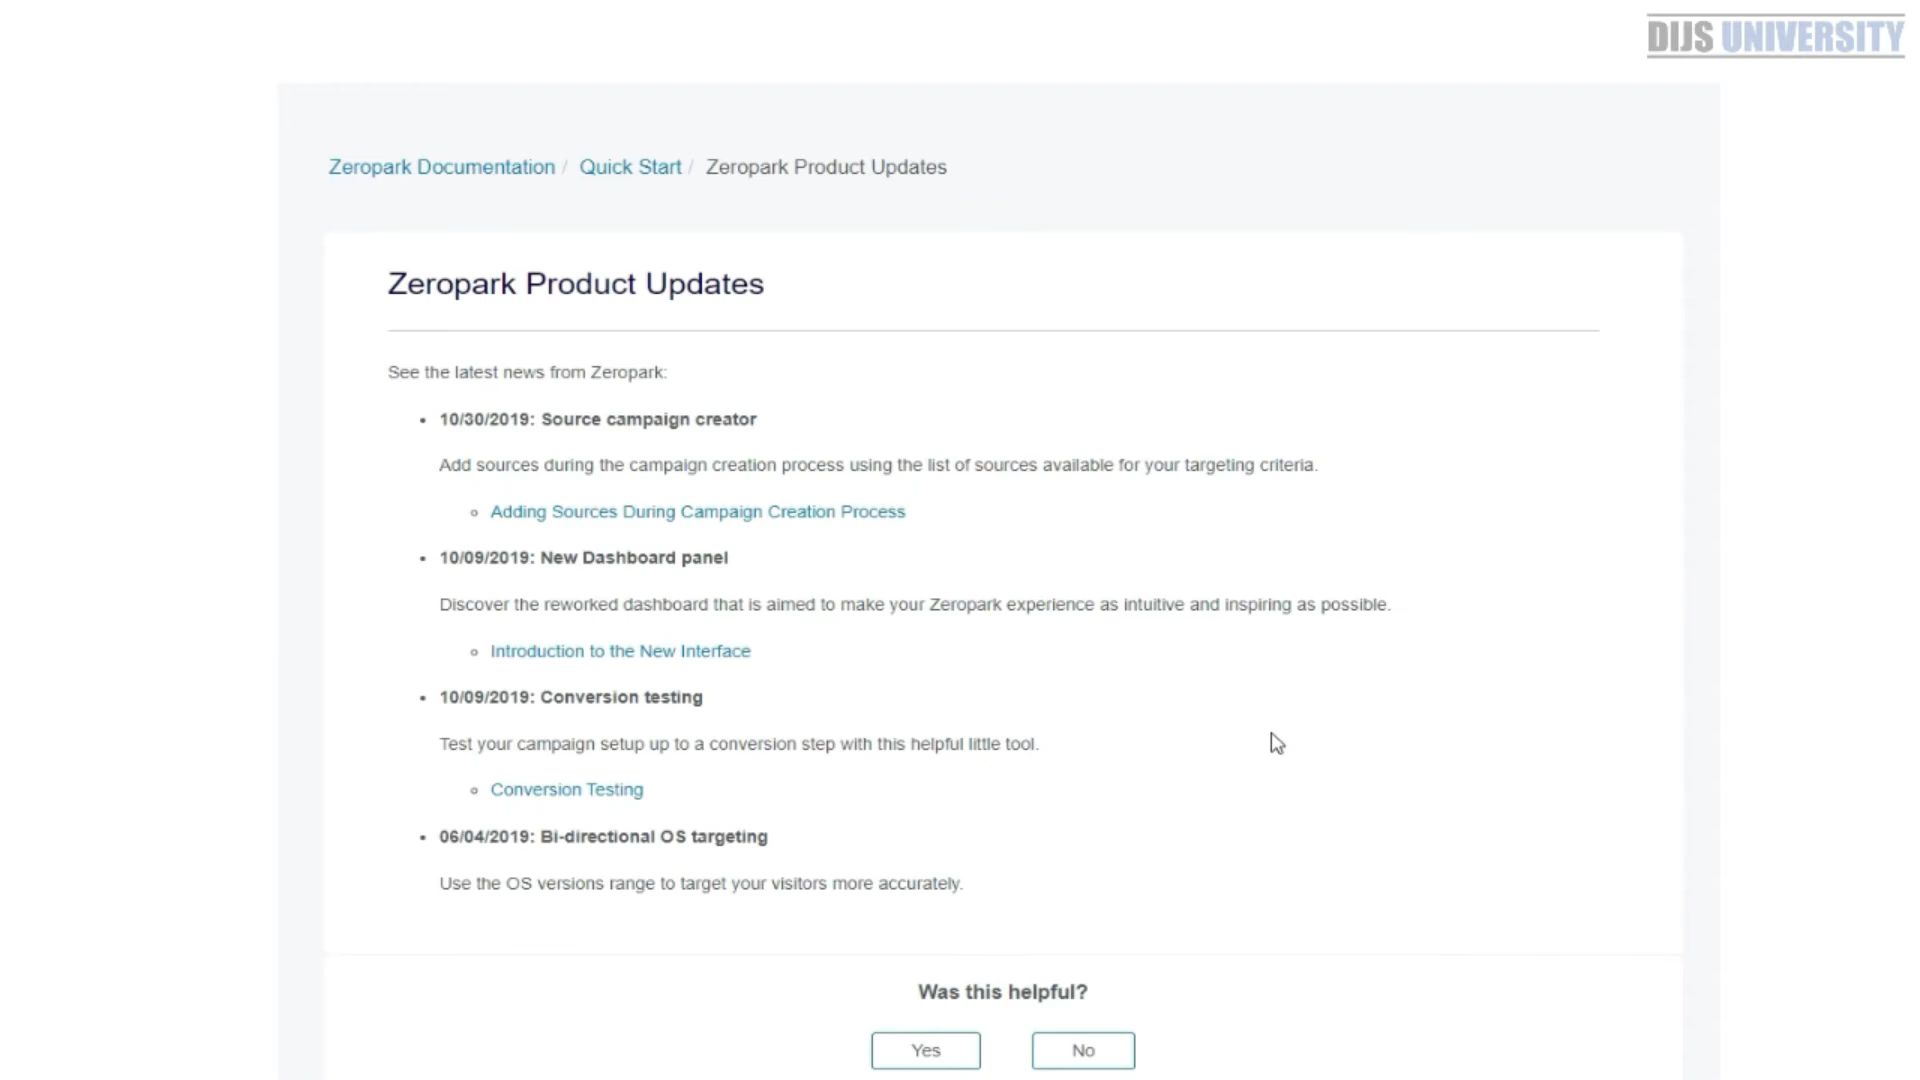 DIJS UNIVERSITY
Zeropark Documentation / Quick Start / Zeropark Product Updates
Zeropark Product Updates
See the latest news from Zeropark:
• 10/30/2019: Source campaign creator
Add sources during the campaign creation process using the list of sources available for your targeting criteria.
◦ Adding Sources During Campaign Creation Process
• 10/09/2019: New Dashboard panel
Discover the reworked dashboard that is aimed to make your Zeropark experience as intuitive and inspiring as possible.
◦ Introduction to the New Interface
• 10/09/2019: Conversion testing
Test your campaign setup up to a conversion step with this helpful little tool.
◦ Conversion Testing
• 06/04/2019: Bi-directional OS targeting
Use the OS versions range to target your visitors more accurately.
Was this helpful?
Yes No